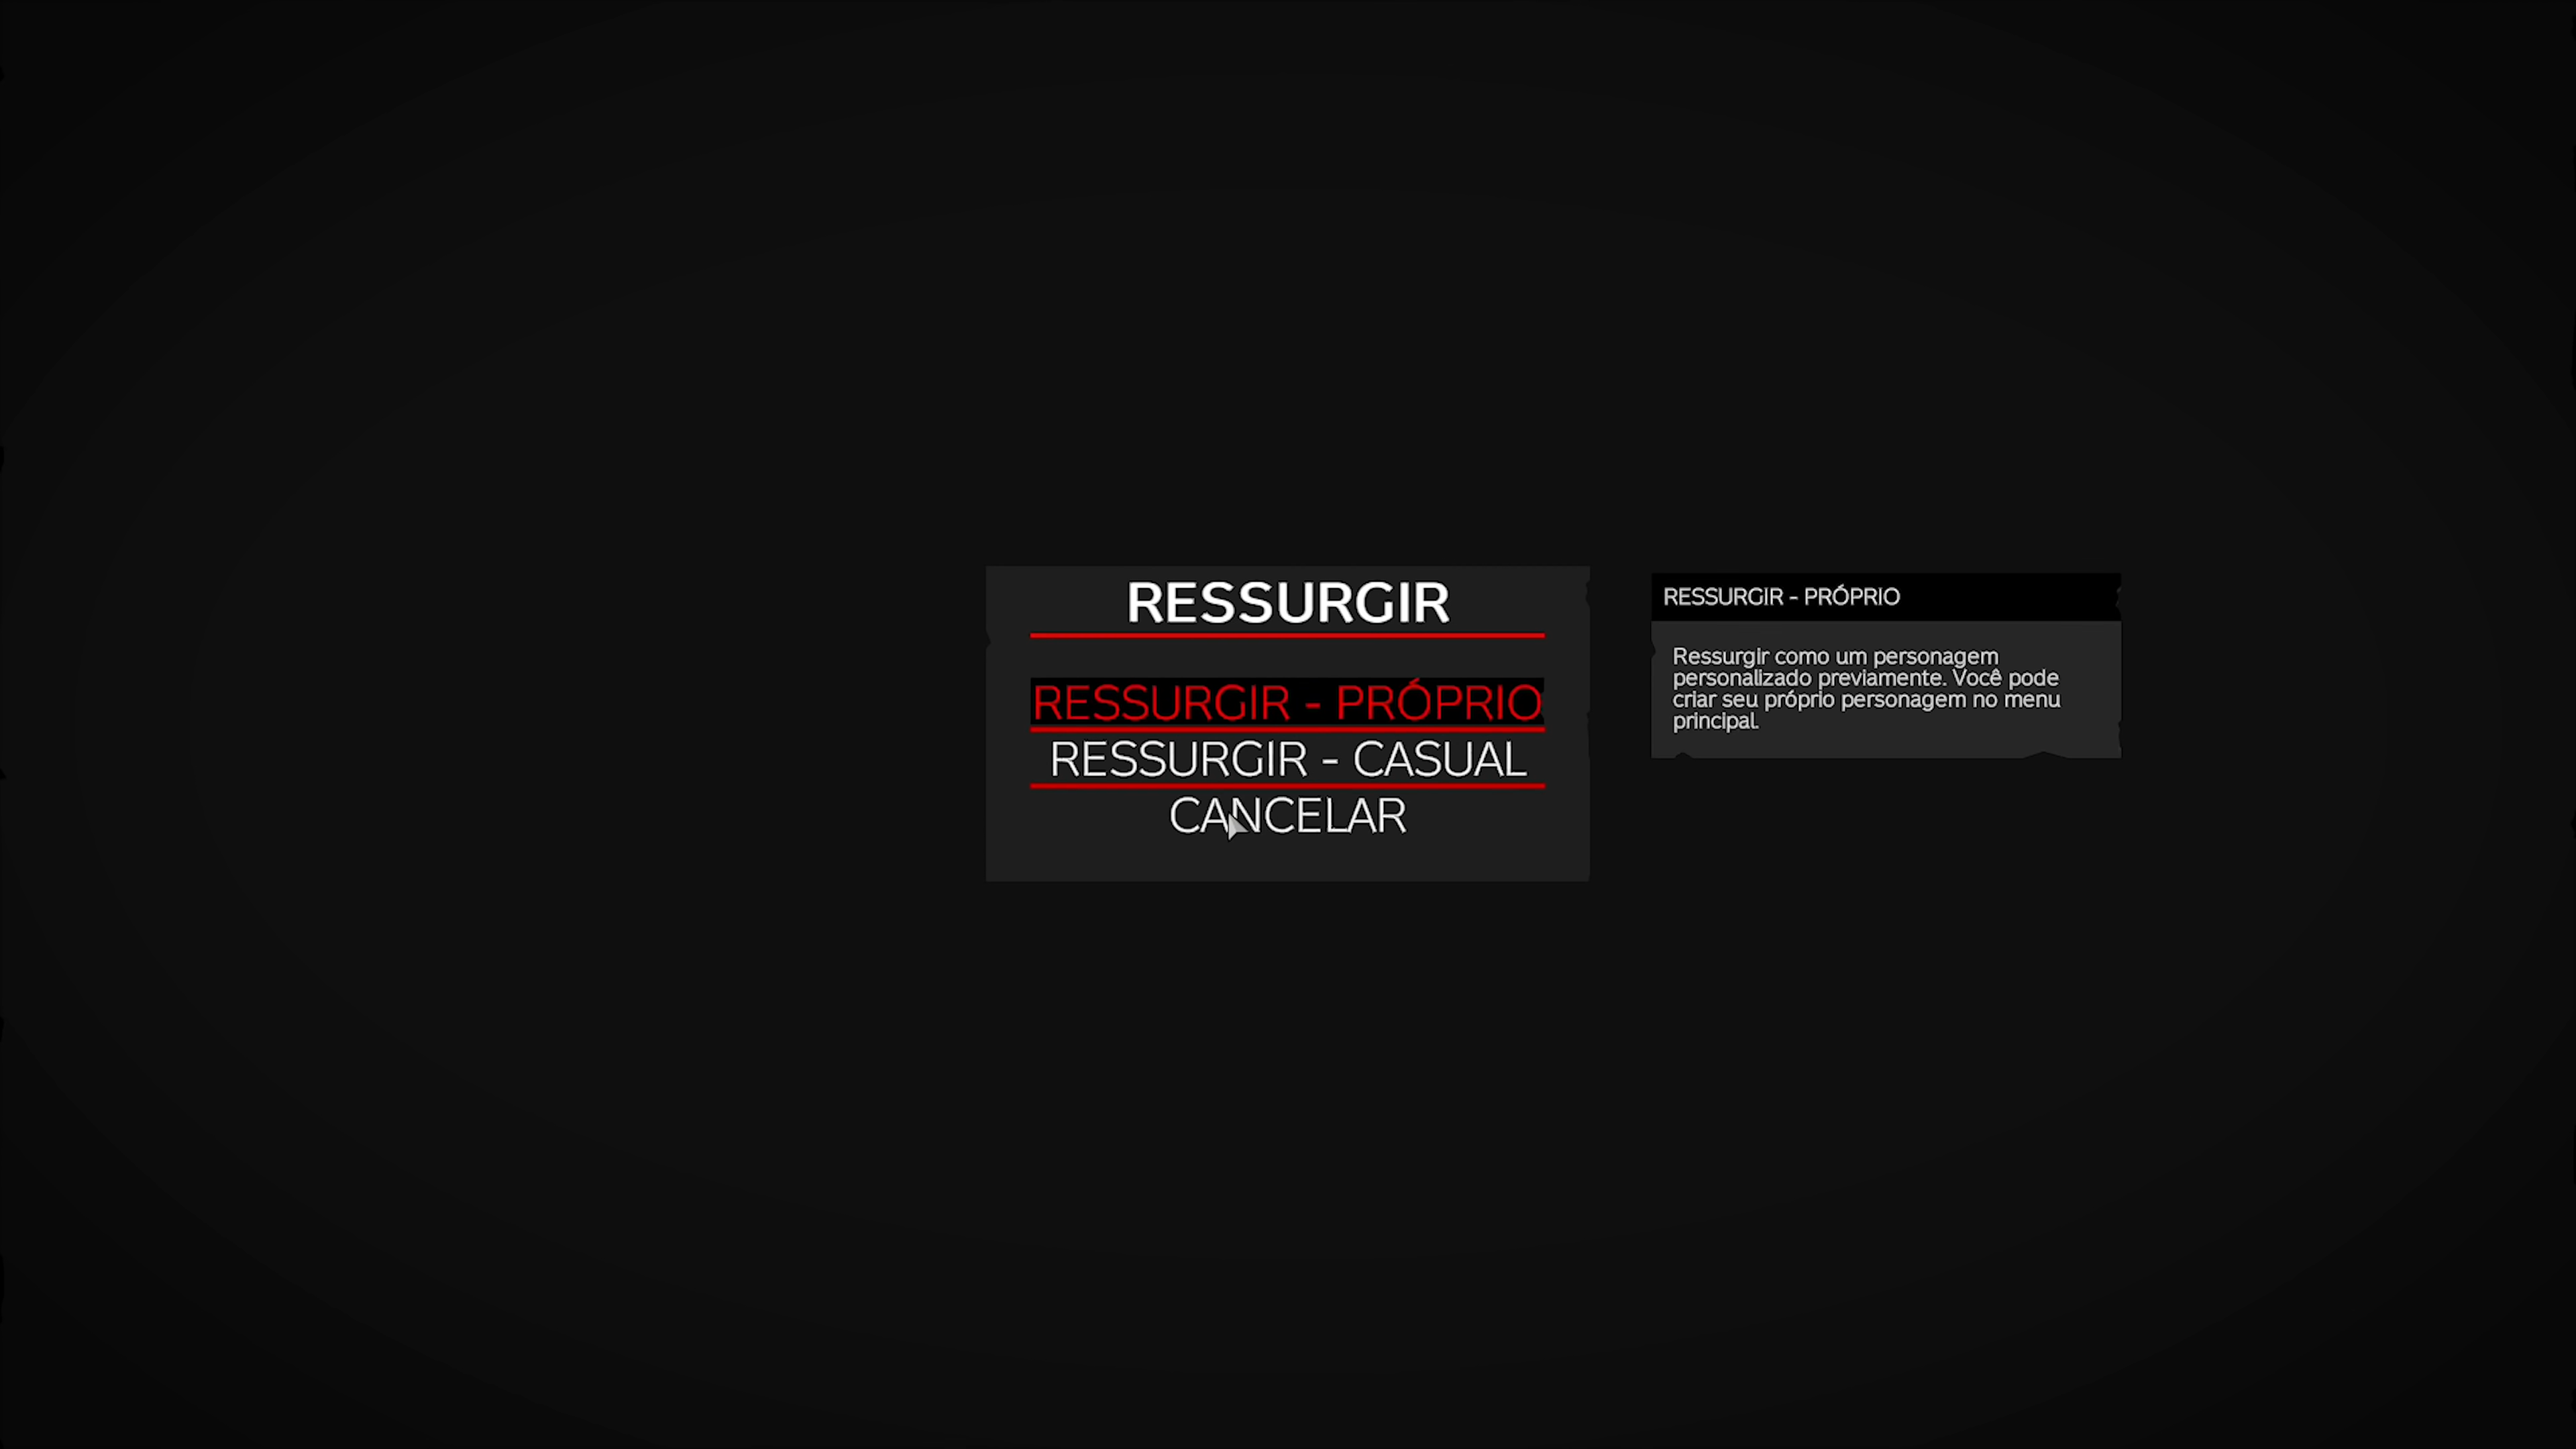 RESSURGIR
RESSURGIR - PRÓPRIO
RESSURGIR - CASUAL
CANCELAR
RESSURGIR - PRÓPRIO
Ressurgir como um personagem
personalizado previamente. Você pode
criar seu próprio personagem no menu
principal.